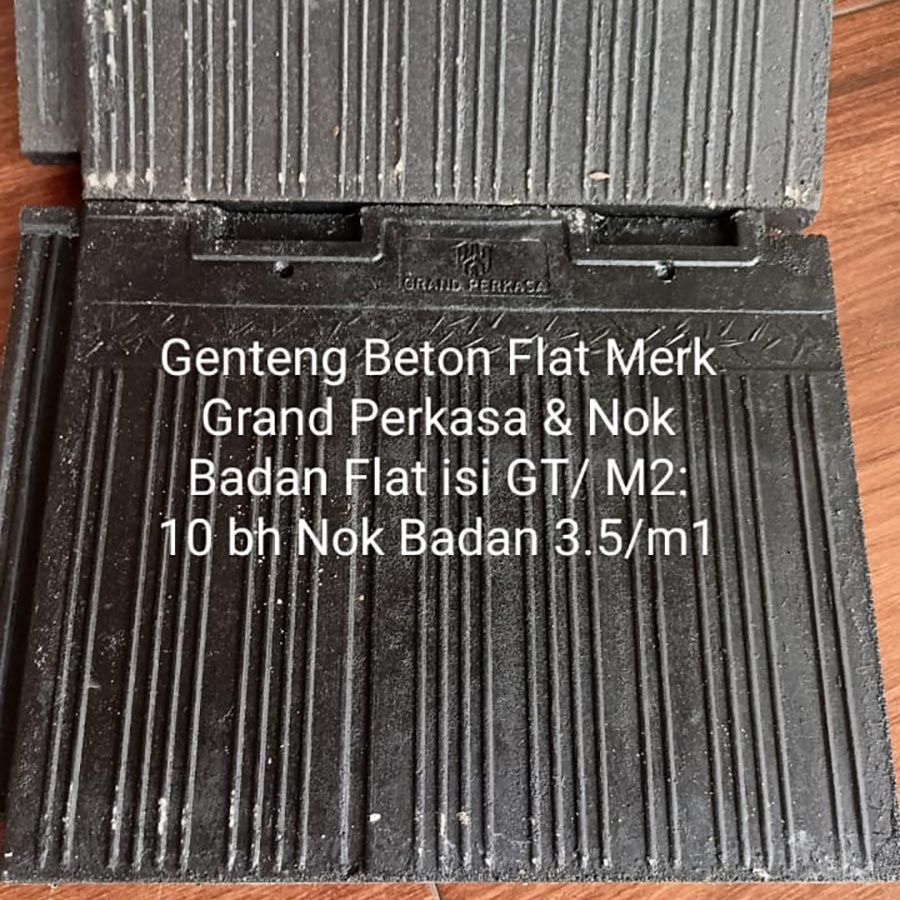 GRAND PERKASA
Genteng Beton Flat Merk
Grand Perkasa & Nok
Badan Flat isi GT/ M2:
10 bh Nok Badan 3.5/m1